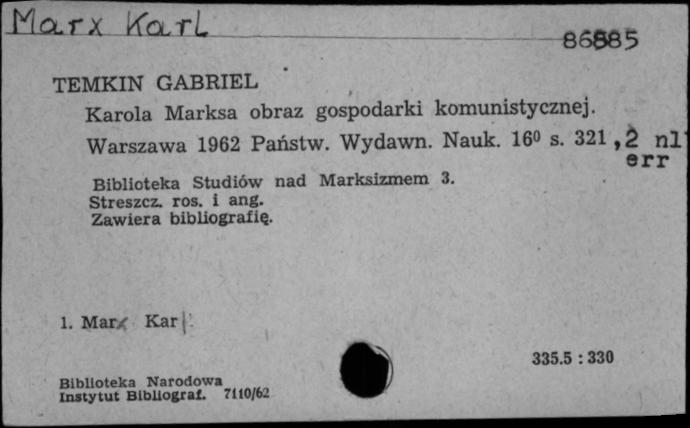 Marx Karl
86885
TEMKIN GABRIEL
Karola Marksa obraz gospodarki komunistycznej.
Warszawa 1962 Państw. Wydawn. Nauk. 16⁰ s. 321 , 2 nl
err
Biblioteka Studiów nad Marksizmem 3.
Streszcz. ros. i ang.
Zawiera bibliografię.
1. Marx Karl
335.5 : 330
Biblioteka Narodowa
Instytut Bibliograf. 7110/62